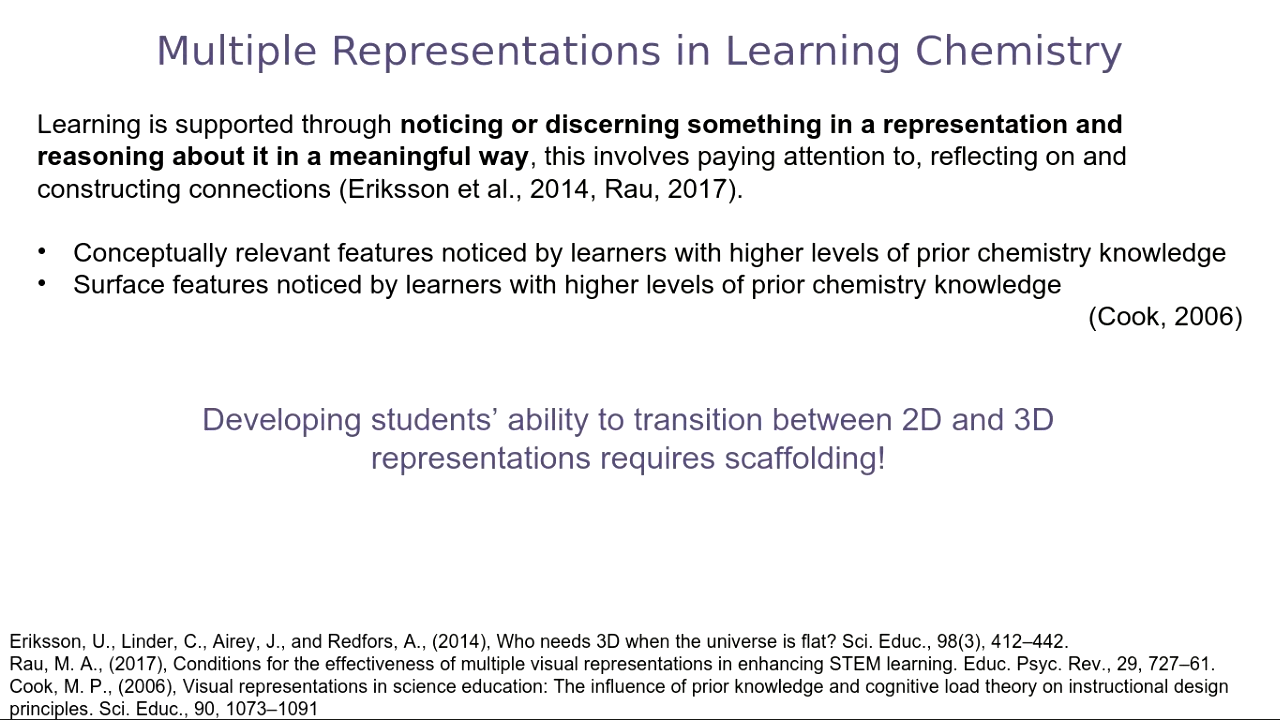 Multiple Representations in Learning Chemistry
Learning is supported through noticing or discerning something in a representation and
reasoning about it in a meaningful way, this involves paying attention to, reflecting on and
constructing connections (Eriksson et al., 2014, Rau, 2017).
• Conceptually relevant features noticed by learners with higher levels of prior chemistry knowledge
• Surface features noticed by learners with higher levels of prior chemistry knowledge
(Cook, 2006)
Developing students’ ability to transition between 2D and 3D
representations requires scaffolding!
Eriksson, U., Linder, C., Airey, J., and Redfors, A., (2014), Who needs 3D when the universe is flat? Sci. Educ., 98(3), 412–442.
Rau, M. A., (2017), Conditions for the effectiveness of multiple visual representations in enhancing STEM learning. Educ. Psyc. Rev., 29, 727–61.
Cook, M. P., (2006), Visual representations in science education: The influence of prior knowledge and cognitive load theory on instructional design
principles. Sci. Educ., 90, 1073–1091